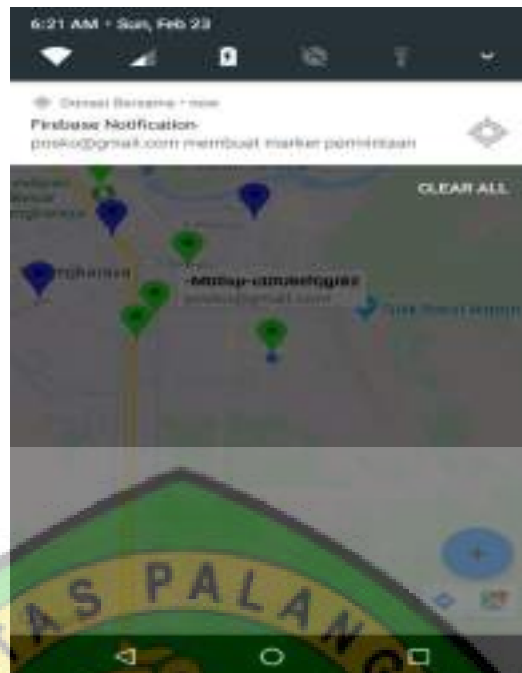 6:21 AM • Sun, Feb 23
Donasi Bersama • now
Firebase Notification
posko@gmail.com membuat marker permintaan
CLEAR ALL
posko@gmail.com
AS PALANG